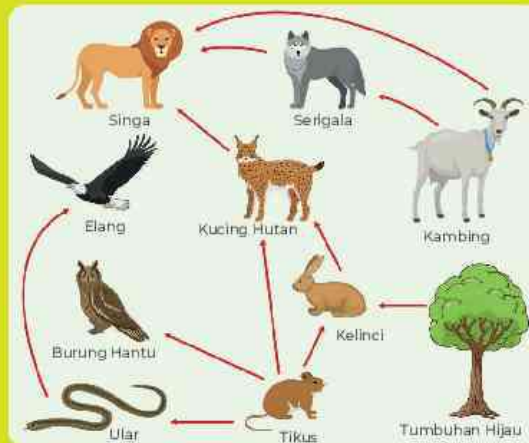 Singa
Serigala
Elang
Kucing Hutan
Kambing
Burung Hantu
Kelinci
Ular
Tikus
Tumbuhan Hijau